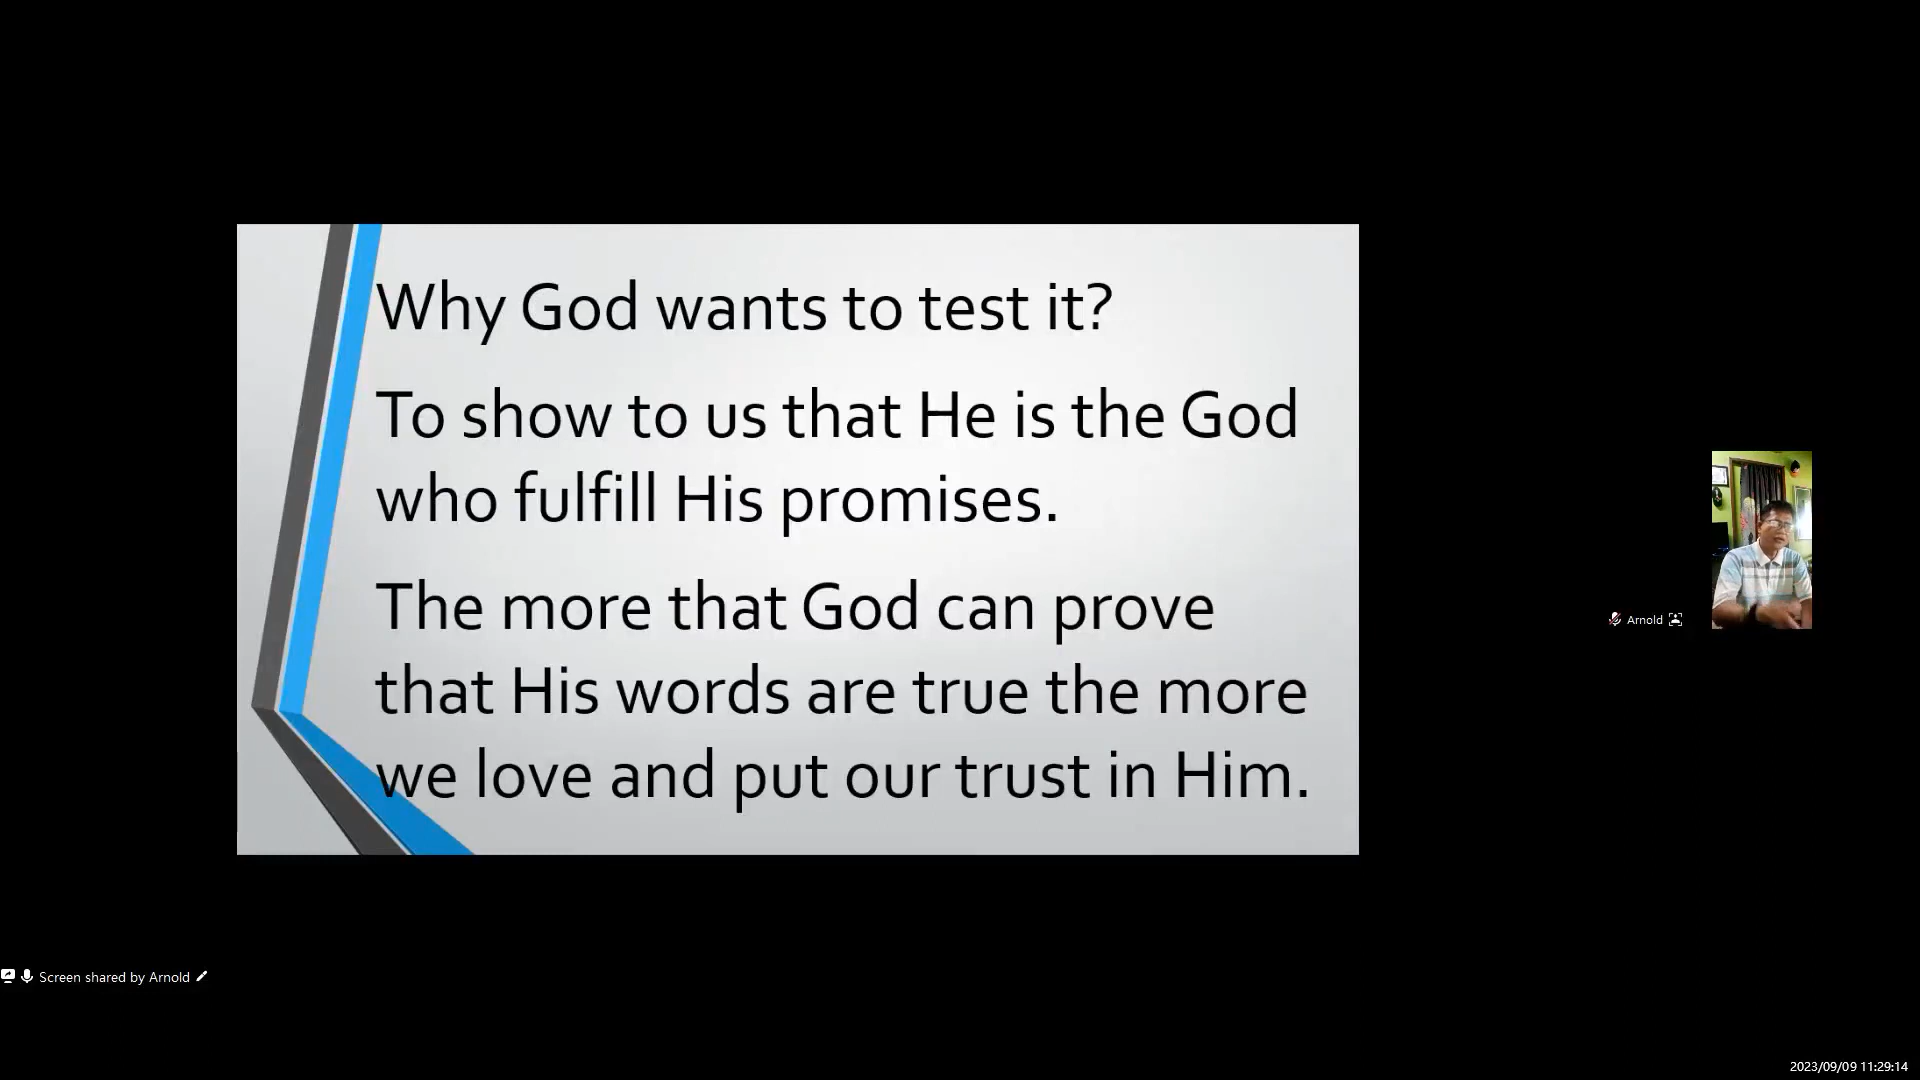 Why God wants to test it?
To show to us that He is the God
who fulfill His promises.
The more that God can prove
that His words are true the more
we love and put our trust in Him.
Arnold
Screen shared by Arnold
2023/09/09 11:29:14